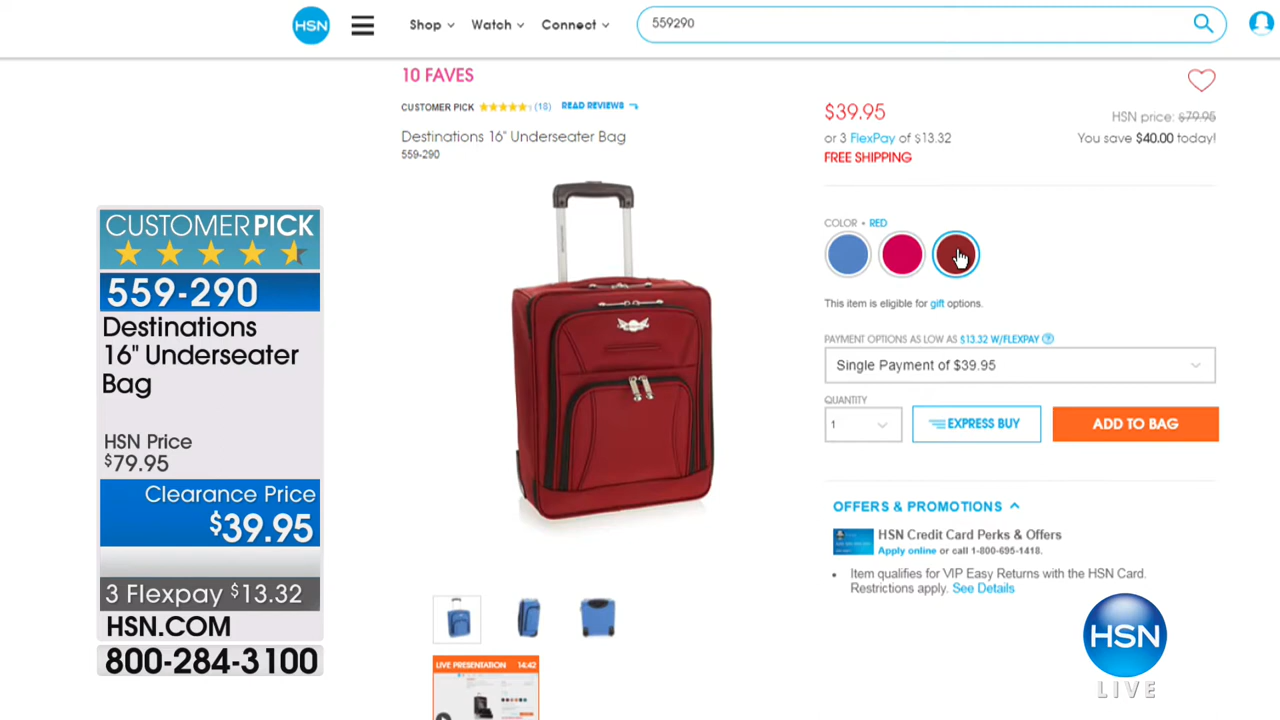 HSN
Shop
Watch
Connect
559290
10 FAVES
CUSTOMER PICK
(18)
READ REVIEWS
Destinations 16" Underseater Bag
559-290
$39.95
HSN price: $79.95
or 3 FlexPay of $13.32
You save $40.00 today!
FREE SHIPPING
COLOR • RED
This item is eligible for gift options.
PAYMENT OPTIONS AS LOW AS $13.32 W/FLEXPAY ?
Single Payment of $39.95
QUANTITY
1
EXPRESS BUY
ADD TO BAG
OFFERS & PROMOTIONS
HSN Credit Card Perks & Offers
Apply online or call 1-800-695-1418.
• Item qualifies for VIP Easy Returns with the HSN Card.
Restrictions apply. See Details
LIVE PRESENTATION 14:42
CUSTOMER PICK
559-290
Destinations
16" Underseater
Bag
HSN Price
$79.95
Clearance Price
$39.95
3 Flexpay $13.32
HSN.COM
800-284-3100
HSN
LIVE